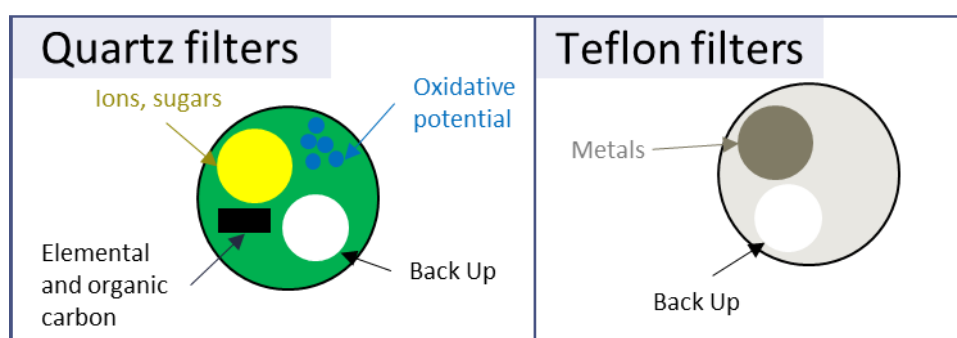 Quartz filters
Ions, sugars
Oxidative
potential
Elemental
and organic
carbon
Back Up
Teflon filters
Metals
Back Up